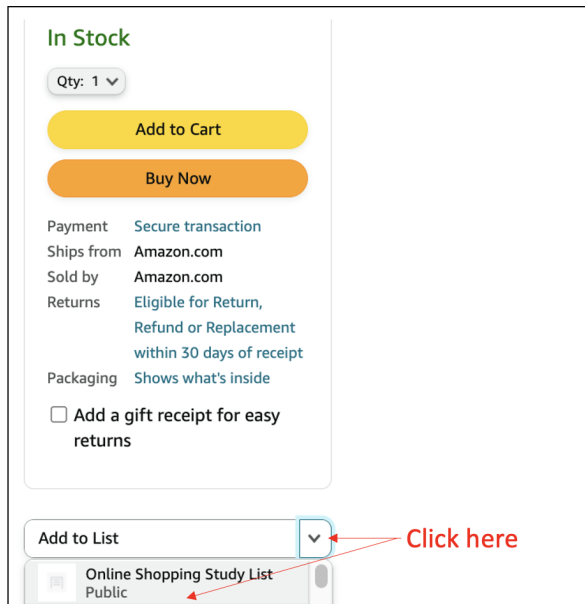 In Stock
Qty: 1
Add to Cart
Buy Now
Payment Secure transaction
Ships from Amazon.com
Sold by Amazon.com
Returns Eligible for Return,
Refund or Replacement
within 30 days of receipt
Packaging Shows what's inside
Add a gift receipt for easy
returns
Add to List
Click here
Online Shopping Study List
Public